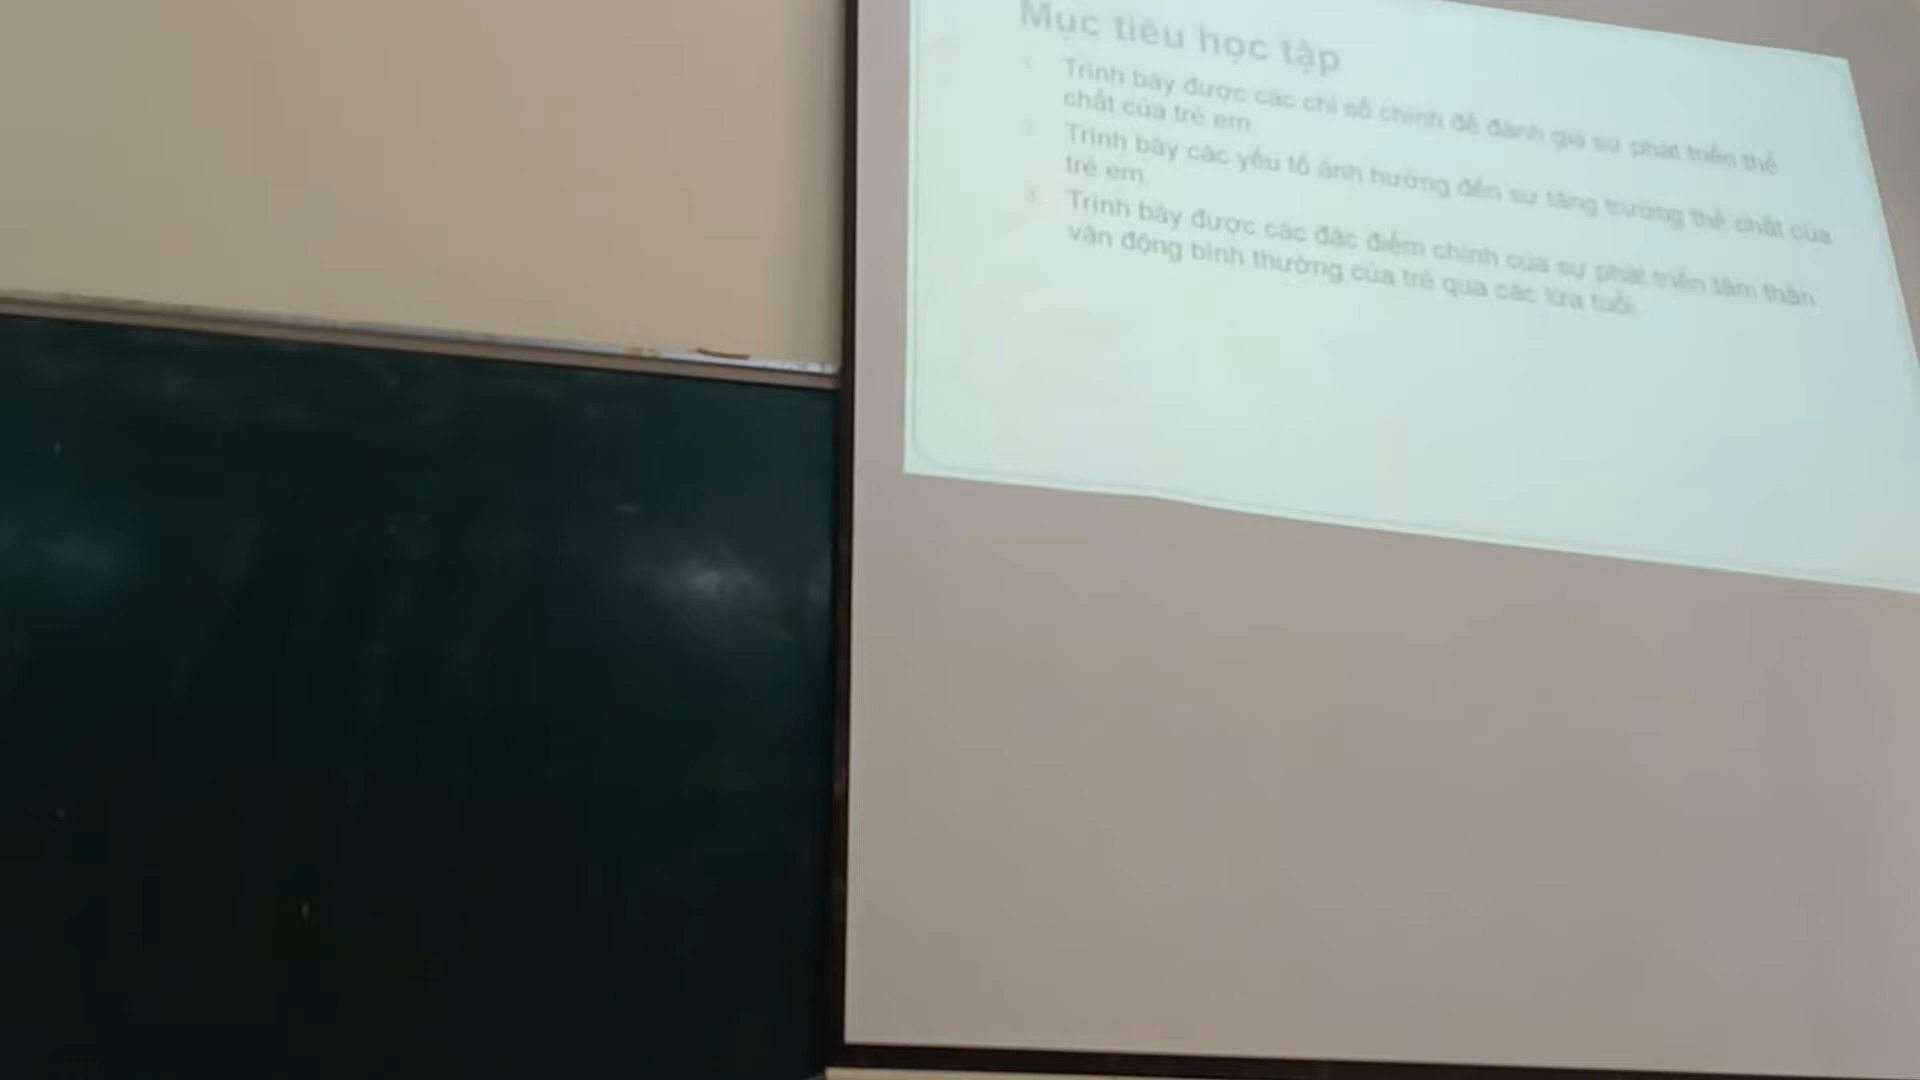 Mục tiêu học tập
1. Trình bày được các chỉ số chính để đánh giá sự phát triển thể
chất của trẻ em
2. Trình bày các yếu tố ảnh hưởng đến sự tăng trưởng thể chất của
trẻ em
3. Trình bày được các đặc điểm chính của sự phát triển tâm thần
vận động bình thường của trẻ qua các lứa tuổi.